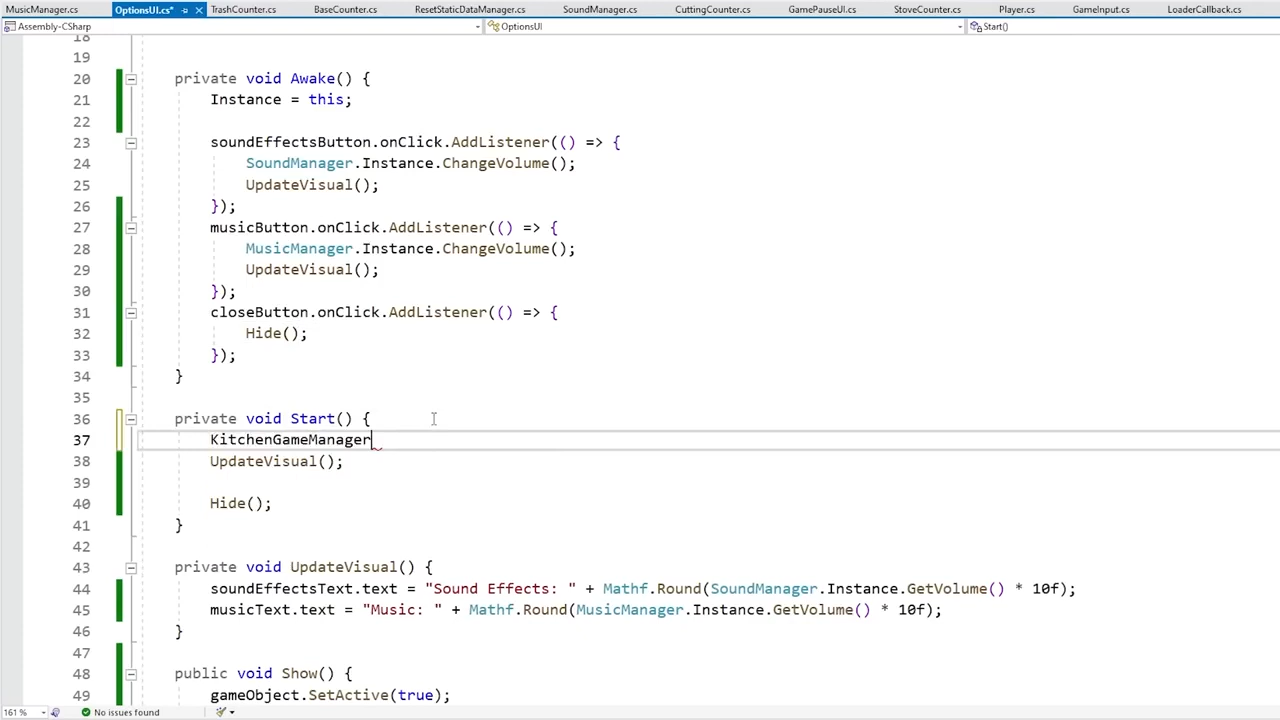 MusicManager.cs OptionsUI.cs* TrashCounter.cs BaseCounter.cs ResetStaticDataManager.cs SoundManager.cs CuttingCounter.cs GamePauseUI.cs StoveCounter.cs Player.cs GameInput.cs LoaderCallback.cs
Assembly-CSharp OptionsUI Start()
18
19
20 private void Awake() {
21 Instance = this;
22
23 soundEffectsButton.onClick.AddListener(() => {
24 SoundManager.Instance.ChangeVolume();
25 UpdateVisual();
26 });
27 musicButton.onClick.AddListener(() => {
28 MusicManager.Instance.ChangeVolume();
29 UpdateVisual();
30 });
31 closeButton.onClick.AddListener(() => {
32 Hide();
33 });
34 }
35
36 private void Start() {
37 KitchenGameManager
38 UpdateVisual();
39
40 Hide();
41 }
42
43 private void UpdateVisual() {
44 soundEffectsText.text = "Sound Effects: " + Mathf.Round(SoundManager.Instance.GetVolume() * 10f);
45 musicText.text = "Music: " + Mathf.Round(MusicManager.Instance.GetVolume() * 10f);
46 }
47
48 public void Show() {
49 gameObject.SetActive(true);
161 % No issues found